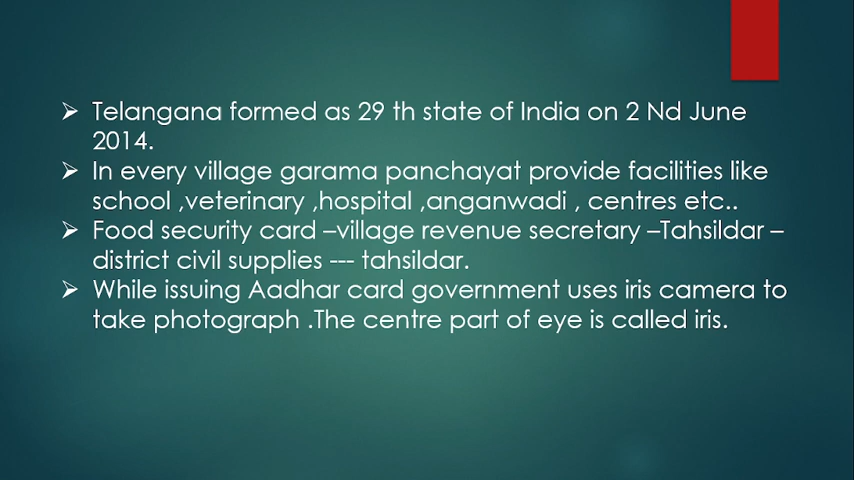 ➢ Telangana formed as 29 th state of India on 2 Nd June
2014.
➢ In every village garama panchayat provide facilities like
school ,veterinary ,hospital ,anganwadi , centres etc..
➢ Food security card –village revenue secretary –Tahsildar –
district civil supplies --- tahsildar.
➢ While issuing Aadhar card government uses iris camera to
take photograph .The centre part of eye is called iris.